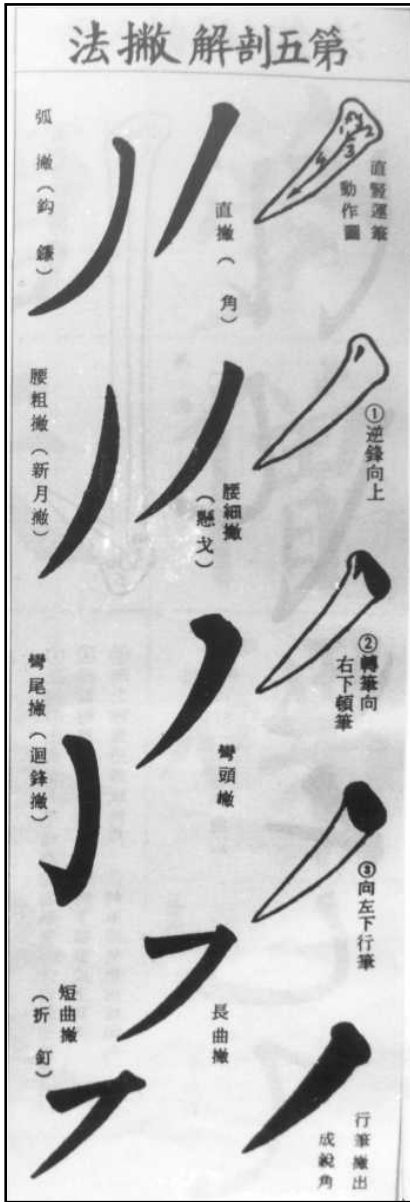 第五剖解撇法
直豎運筆
動作圖
①逆鋒向上
②轉筆向
右下頓筆
③向左下行筆
行筆撇出
成銳角
直撇(　角)
腰細撇
(懸戈)
彎頭撇
長曲撇
弧撇(鈎鐮)
腰粗撇(新月撇)
彎尾撇(迴鋒撇)
短曲撇
(折釘)